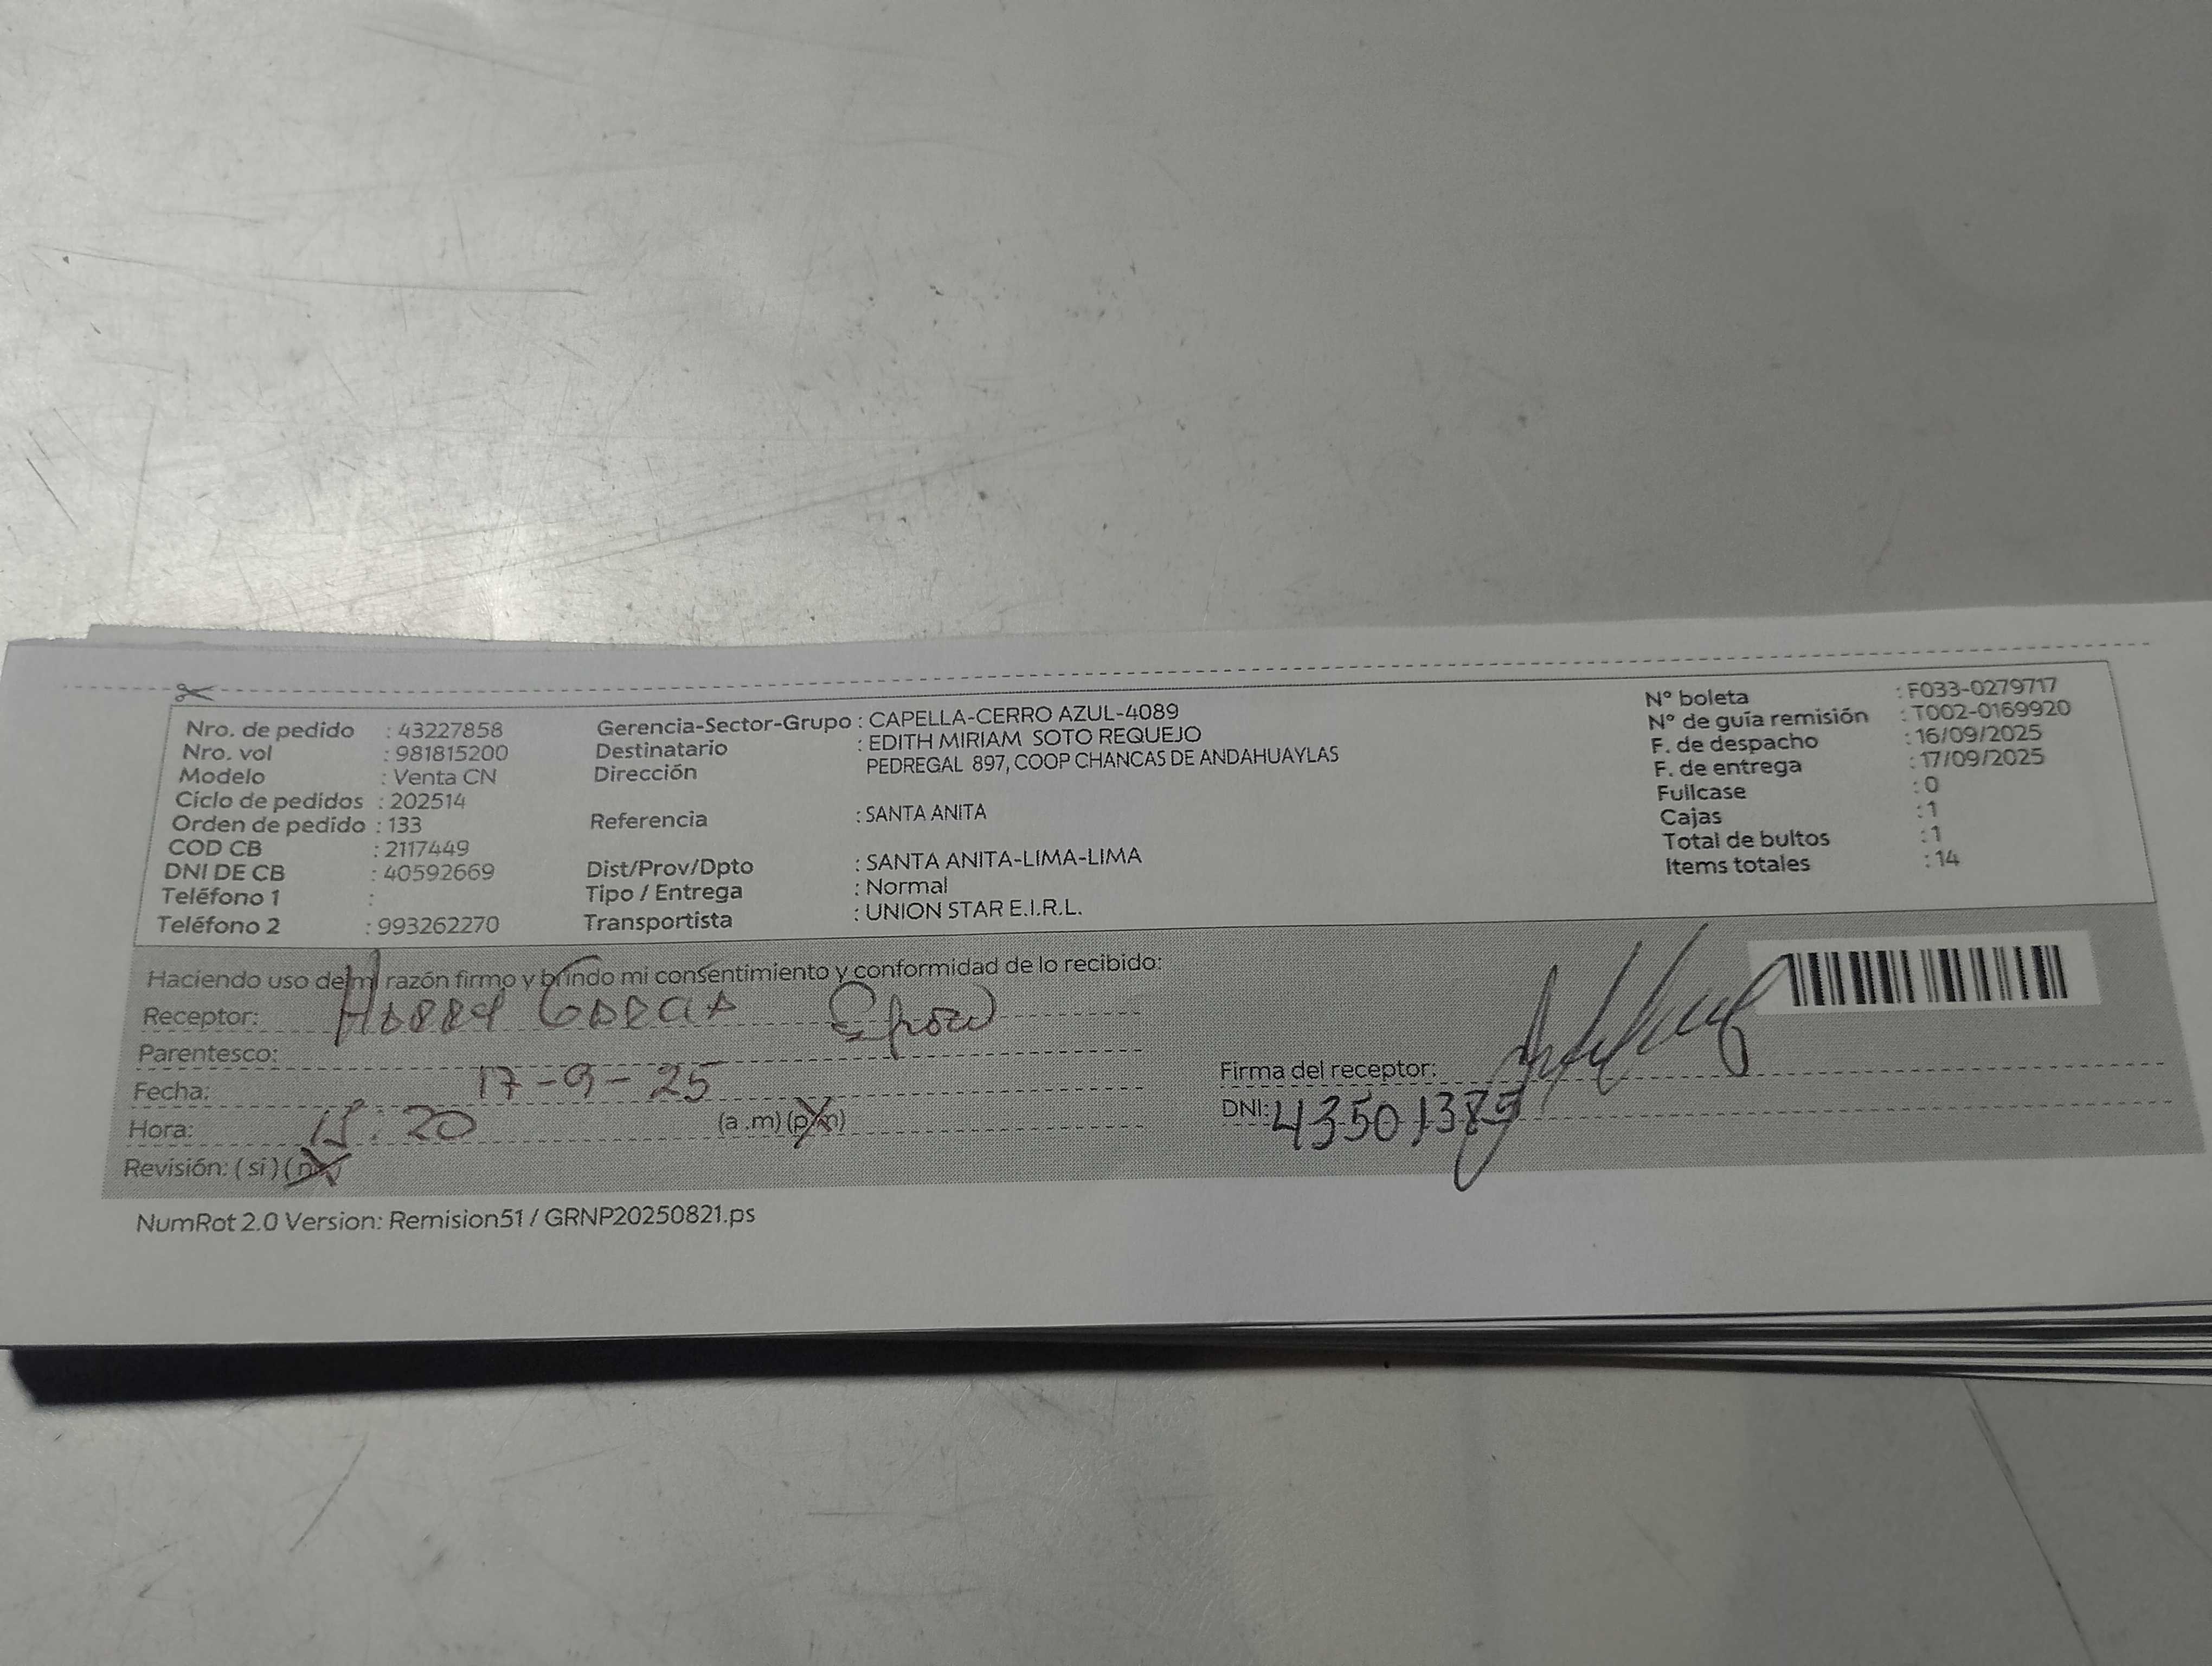 Nro. de pedido : 43227858
Nro. vol : 981815200
Modelo : Venta CN
Ciclo de pedidos : 202514
Orden de pedido : 133
COD CB : 2117449
DNI DE CB : 40592669
Teléfono 1 :
Teléfono 2 : 993262270
Gerencia-Sector-Grupo : CAPELLA-CERRO AZUL-4089
Destinatario : EDITH MIRIAM SOTO REQUEJO
Dirección PEDREGAL 897, COOP CHANCAS DE ANDAHUAYLAS
Referencia : SANTA ANITA
Dist/Prov/Dpto : SANTA ANITA-LIMA-LIMA
Tipo / Entrega : Normal
Transportista : UNION STAR E.I.R.L.
N° boleta : F033-0279717
N° de guía remisión : T002-0169920
F. de despacho : 16/09/2025
F. de entrega : 17/09/2025
Fullcase : 0
Cajas : 1
Total de bultos : 1
Items totales : 14
Haciendo uso de mi razón firmo y brindo mi consentimiento y conformidad de lo recibido:
Receptor: Harry Garcia
Parentesco:
Fecha: 17-9-25
Hora: 15:20 (a.m) (p.m)
Revisión: ( si ) ( no )
Firma del receptor:
DNI: 43501385
NumRot 2.0 Version: Remision51 / GRNP20250821.ps